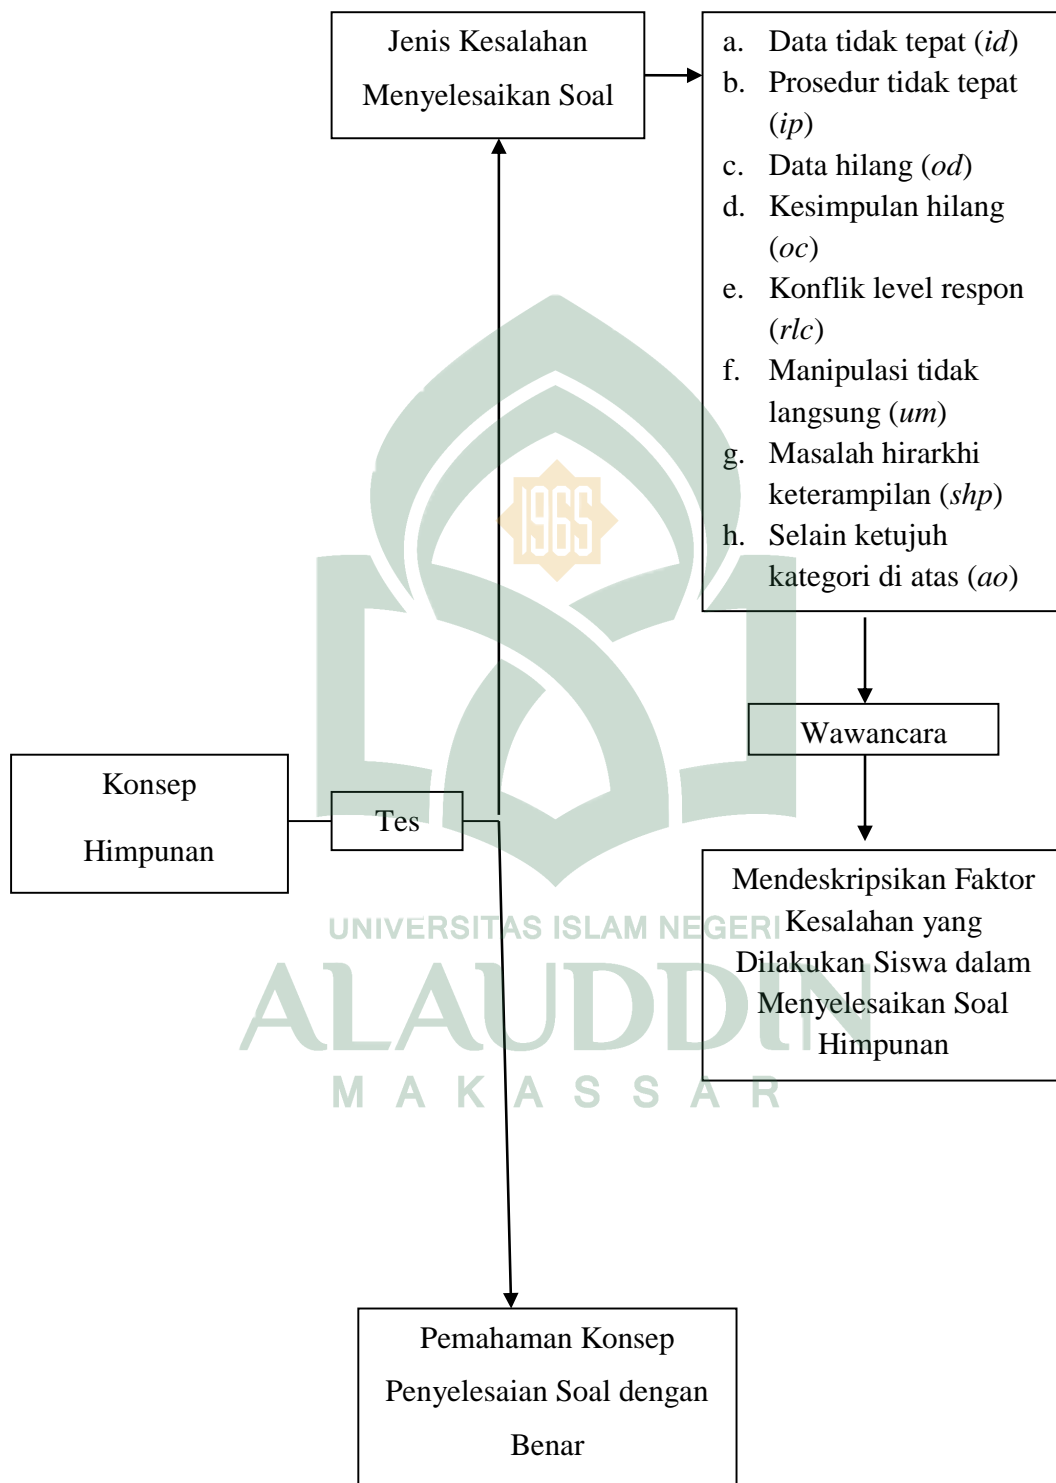 Jenis Kesalahan
Menyelesaikan Soal
a. Data tidak tepat (id)
b. Prosedur tidak tepat
(ip)
c. Data hilang (od)
d. Kesimpulan hilang
(oc)
e. Konflik level respon
(rlc)
f. Manipulasi tidak
langsung (um)
g. Masalah hirarkhi
keterampilan (shp)
h. Selain ketujuh
kategori di atas (ao)
1965
Wawancara
Konsep
Himpunan
Tes
Mendeskripsikan Faktor
Kesalahan yang
Dilakukan Siswa dalam
Menyelesaikan Soal
Himpunan
UNIVERSITAS ISLAM NEGERI
ALAUDDIN
MAKASSAR
Pemahaman Konsep
Penyelesaian Soal dengan
Benar